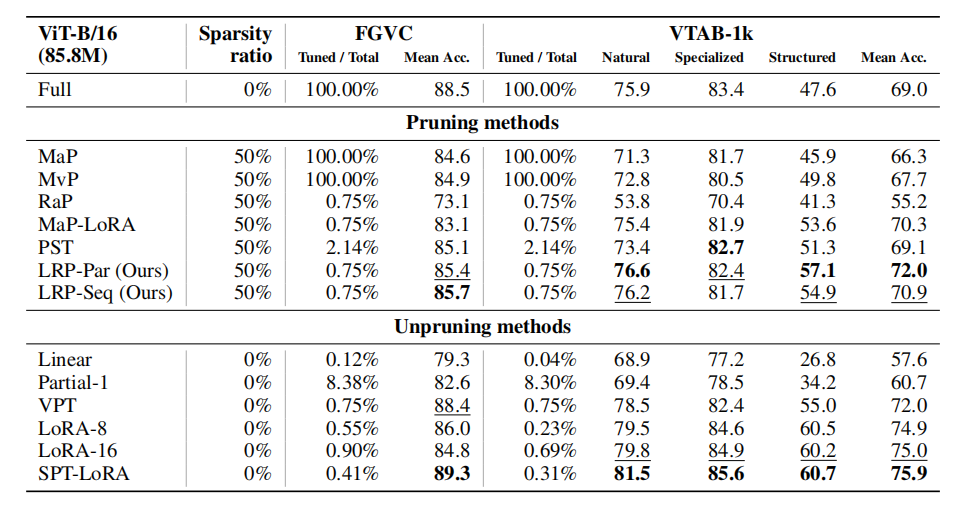 ViT-B/16 Sparsity FGVC VTAB-1k
(85.8M) ratio Tuned / Total Mean Acc. Tuned / Total Natural Specialized Structured Mean Acc.
Full 0% 100.00% 88.5 100.00% 75.9 83.4 47.6 69.0
Pruning methods
MaP 50% 100.00% 84.6 100.00% 71.3 81.7 45.9 66.3
MvP 50% 100.00% 84.9 100.00% 72.8 80.5 49.8 67.7
RaP 50% 0.75% 73.1 0.75% 53.8 70.4 41.3 55.2
MaP-LoRA 50% 0.75% 83.1 0.75% 75.4 81.9 53.6 70.3
PST 50% 2.14% 85.1 2.14% 73.4 82.7 51.3 69.1
LRP-Par (Ours) 50% 0.75% 85.4 0.75% 76.6 82.4 57.1 72.0
LRP-Seq (Ours) 50% 0.75% 85.7 0.75% 76.2 81.7 54.9 70.9
Unpruning methods
Linear 0% 0.12% 79.3 0.04% 68.9 77.2 26.8 57.6
Partial-1 0% 8.38% 82.6 8.30% 69.4 78.5 34.2 60.7
VPT 0% 0.75% 88.4 0.75% 78.5 82.4 55.0 72.0
LoRA-8 0% 0.55% 86.0 0.23% 79.5 84.6 60.5 74.9
LoRA-16 0% 0.90% 84.8 0.69% 79.8 84.9 60.2 75.0
SPT-LoRA 0% 0.41% 89.3 0.31% 81.5 85.6 60.7 75.9